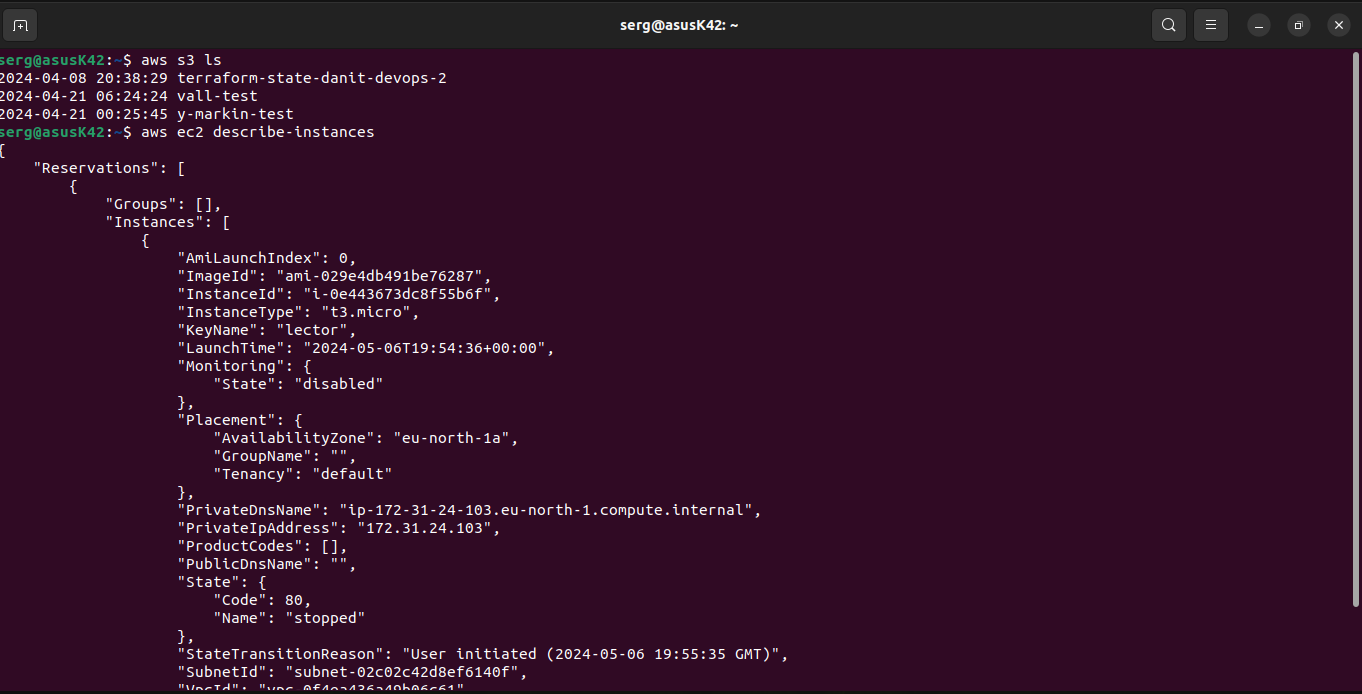 serg@asusK42: ~
serg@asusK42:~$ aws s3 ls
2024-04-08 20:38:29 terraform-state-danit-devops-2
2024-04-21 06:24:24 vall-test
2024-04-21 00:25:45 y-markin-test
serg@asusK42:~$ aws ec2 describe-instances
{
    "Reservations": [
        {
            "Groups": [],
            "Instances": [
                {
                    "AmiLaunchIndex": 0,
                    "ImageId": "ami-029e4db491be76287",
                    "InstanceId": "i-0e443673dc8f55b6f",
                    "InstanceType": "t3.micro",
                    "KeyName": "lector",
                    "LaunchTime": "2024-05-06T19:54:36+00:00",
                    "Monitoring": {
                        "State": "disabled"
                    },
                    "Placement": {
                        "AvailabilityZone": "eu-north-1a",
                        "GroupName": "",
                        "Tenancy": "default"
                    },
                    "PrivateDnsName": "ip-172-31-24-103.eu-north-1.compute.internal",
                    "PrivateIpAddress": "172.31.24.103",
                    "ProductCodes": [],
                    "PublicDnsName": "",
                    "State": {
                        "Code": 80,
                        "Name": "stopped"
                    },
                    "StateTransitionReason": "User initiated (2024-05-06 19:55:35 GMT)",
                    "SubnetId": "subnet-02c02c42d8ef6140f",
                    "VpcId": "vpc-0f4ea436a49b06c61"